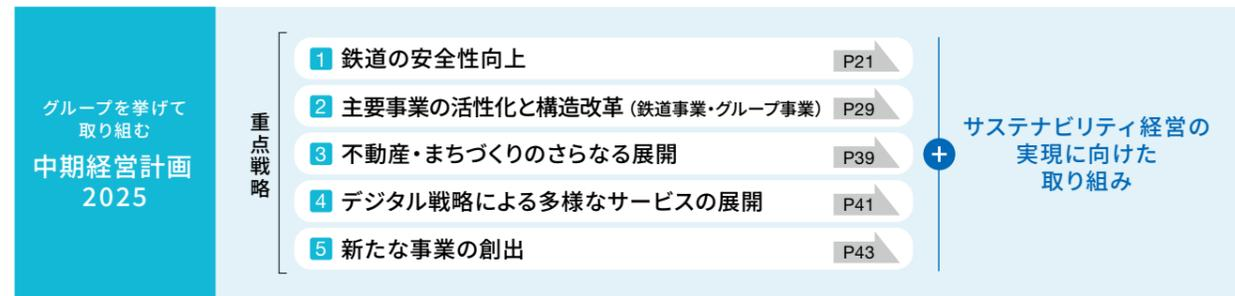 グループを挙げて
取り組む
中期経営計画
2025
重点戦略
1 鉄道の安全性向上 P21
2 主要事業の活性化と構造改革（鉄道事業・グループ事業） P29
3 不動産・まちづくりのさらなる展開 P39
4 デジタル戦略による多様なサービスの展開 P41
5 新たな事業の創出 P43
+
サステナビリティ経営の
実現に向けた
取り組み